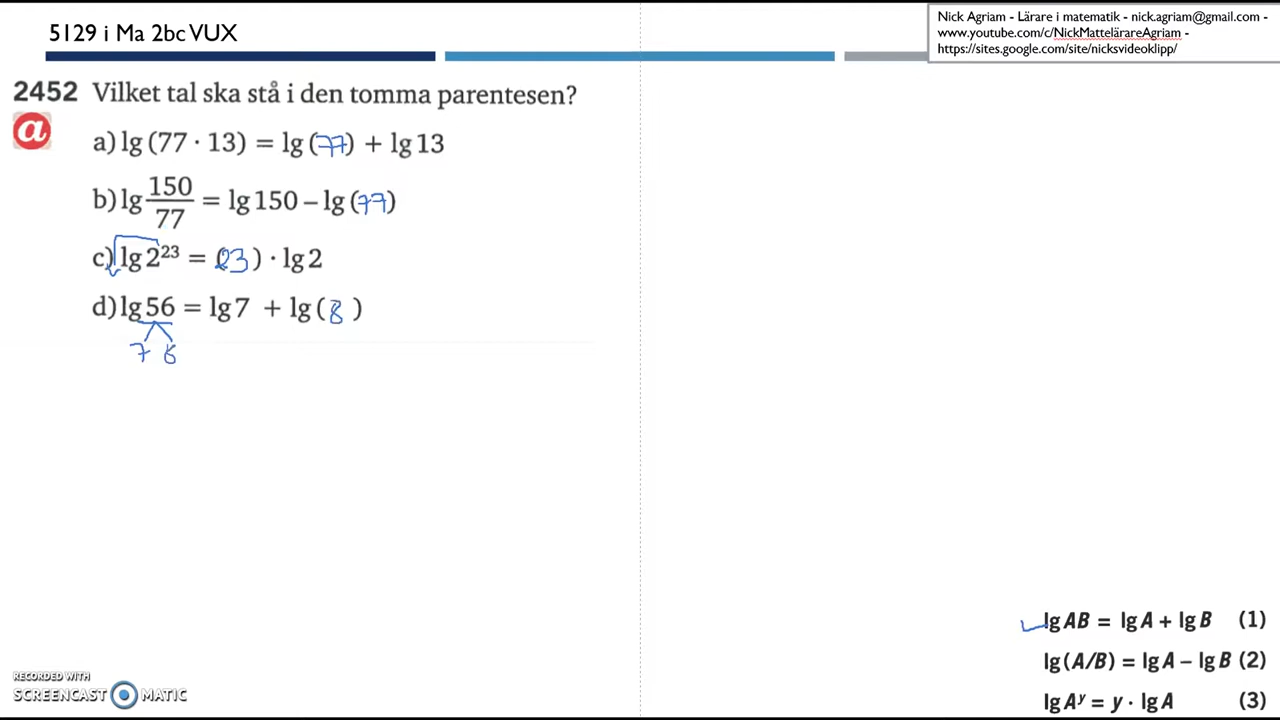 5129 i Ma 2bc VUX
Nick Agriam - Lärare i matematik - nick.agriam@gmail.com -
www.youtube.com/c/NickMattelärareAgriam -
https://sites.google.com/site/nicksvideoklipp/
2452 Vilket tal ska stå i den tomma parentesen?
a
a) lg (77 · 13) = lg (77) + lg 13
b) lg 150/77 = lg 150 – lg (77)
c) lg 2²³ = (23) · lg 2
d) lg 56 = lg 7 + lg (8)
7 8
lg AB = lg A + lg B (1)
lg (A/B) = lg A – lg B (2)
lg Aʸ = y · lg A (3)
RECORDED WITH
SCREENCAST MATIC